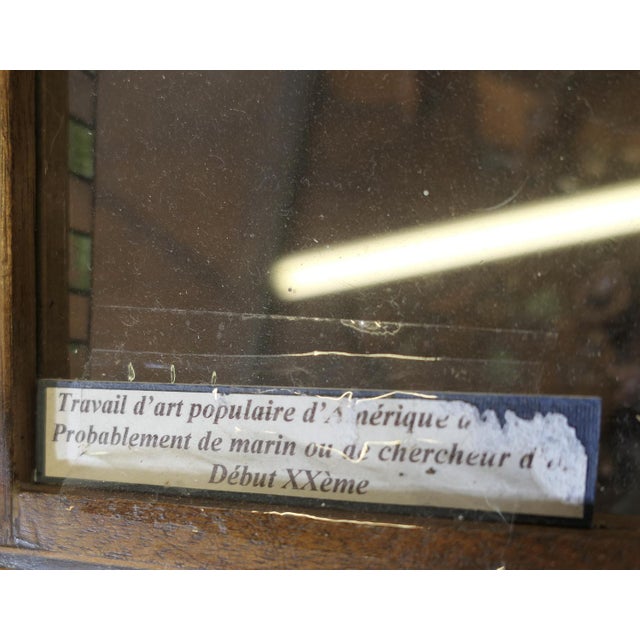 Travail d'art populaire d'Amérique
Probablement de marin ou de chercheur
Début XXème